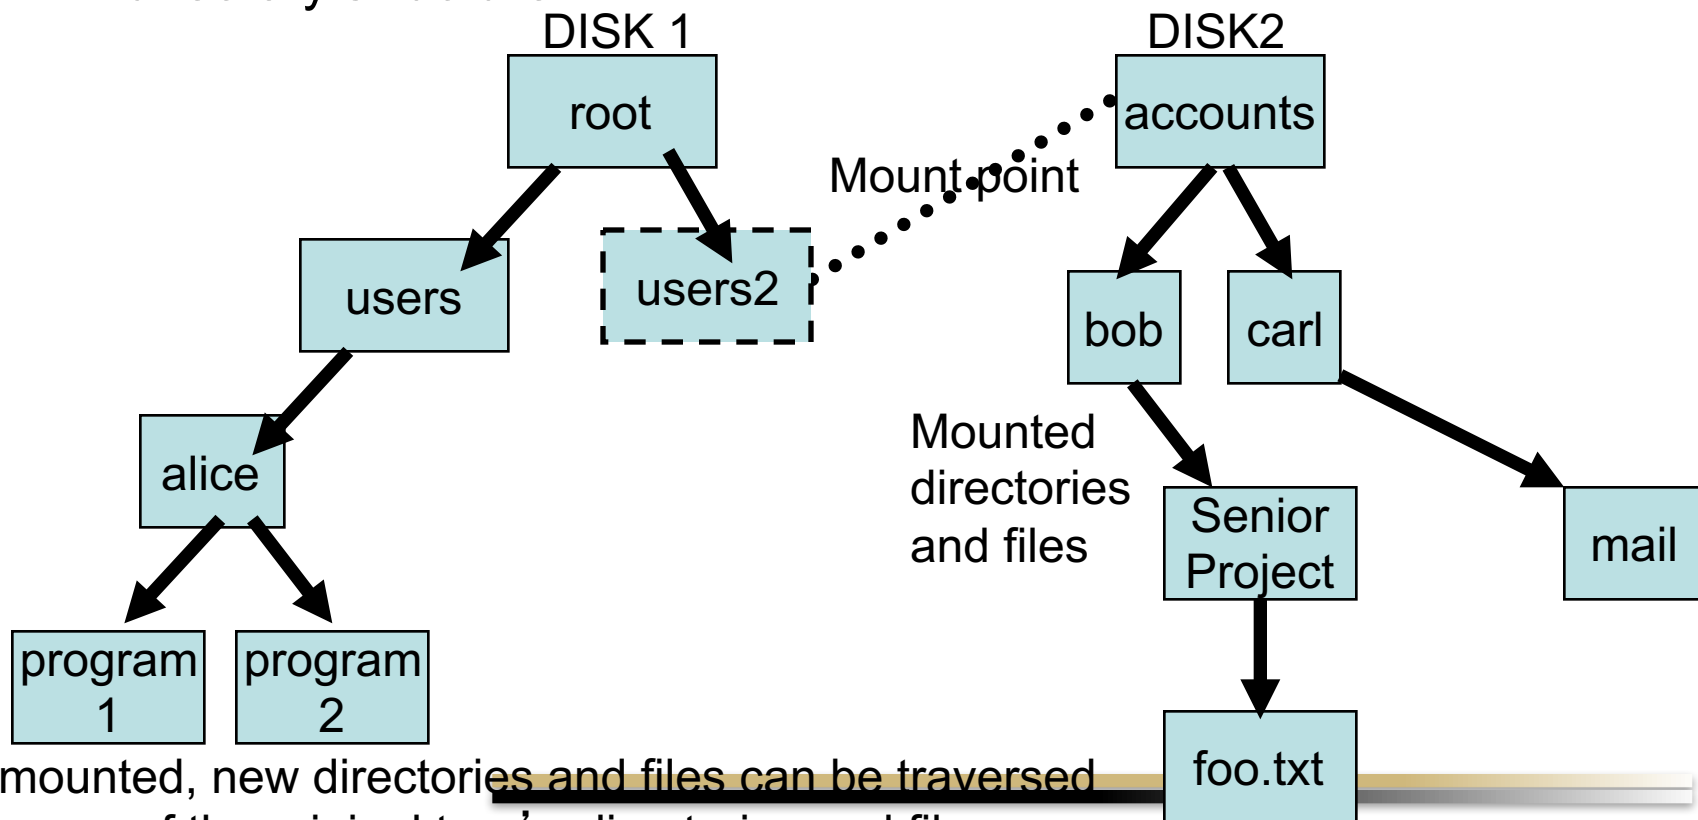 DISK 1
DISK2
root
accounts
Mount point
users
users2
bob
carl
alice
Mounted
directories
and files
Senior
Project
mail
program
1
program
2
foo.txt
mounted, new directories and files can be traversed